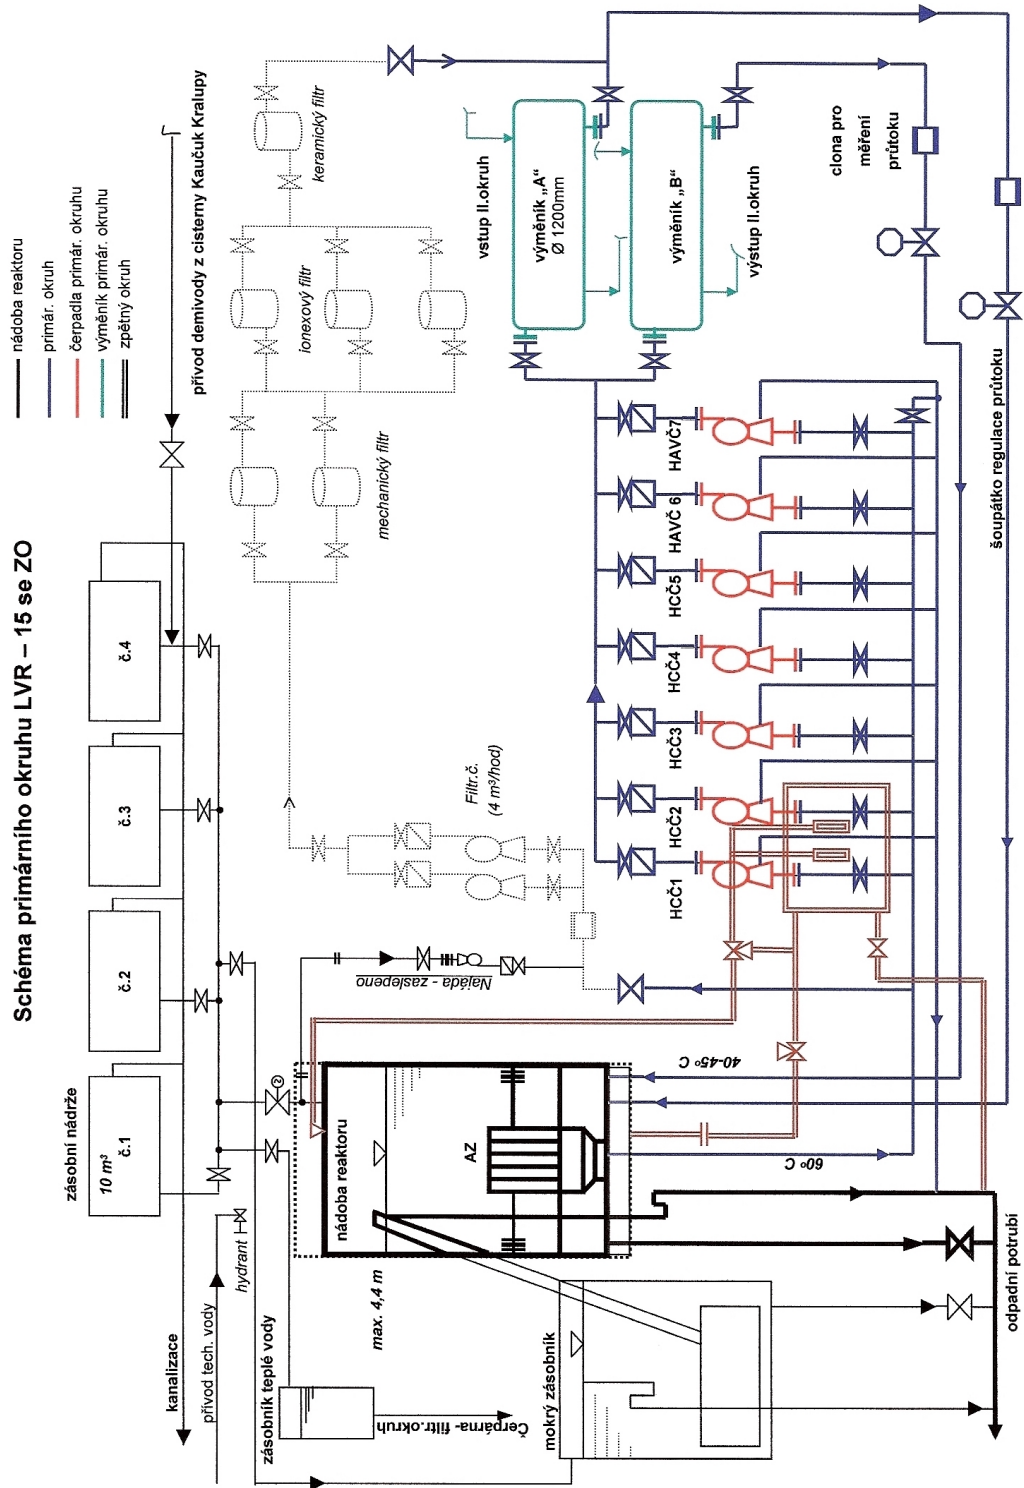 Schéma primárního okruhu LVR – 15 se ZO
nádoba reaktoru
primár. okruh
čerpadla primár. okruhu
výměník primár. okruhu
zpětný okruh
zásobní nádrže
10 m³
č.1
č.2
č.3
č.4
přívod demivody z cisterny Kaučuk Kralupy
kanalizace
přívod tech. vody
hydrant
zásobník teplé vody
Čerpárna- filtr.okruh
max. 4,4 m
nádoba reaktoru
AZ
mokrý zásobník
Najáda - zaslepeno
Filtr.č.
(4 m³/hod)
mechanický filtr
ionexový filtr
keramický filtr
vstup II.okruh
výměník „A“
Ø 1200mm
výměník „B“
výstup II.okruh
clona pro
měření
průtoku
HCČ1
HCČ2
HCČ3
HCČ4
HCČ5
HAVČ 6
HAVČ7
šoupátko regulace průtoku
40-45º C
60º C
odpadní potrubí